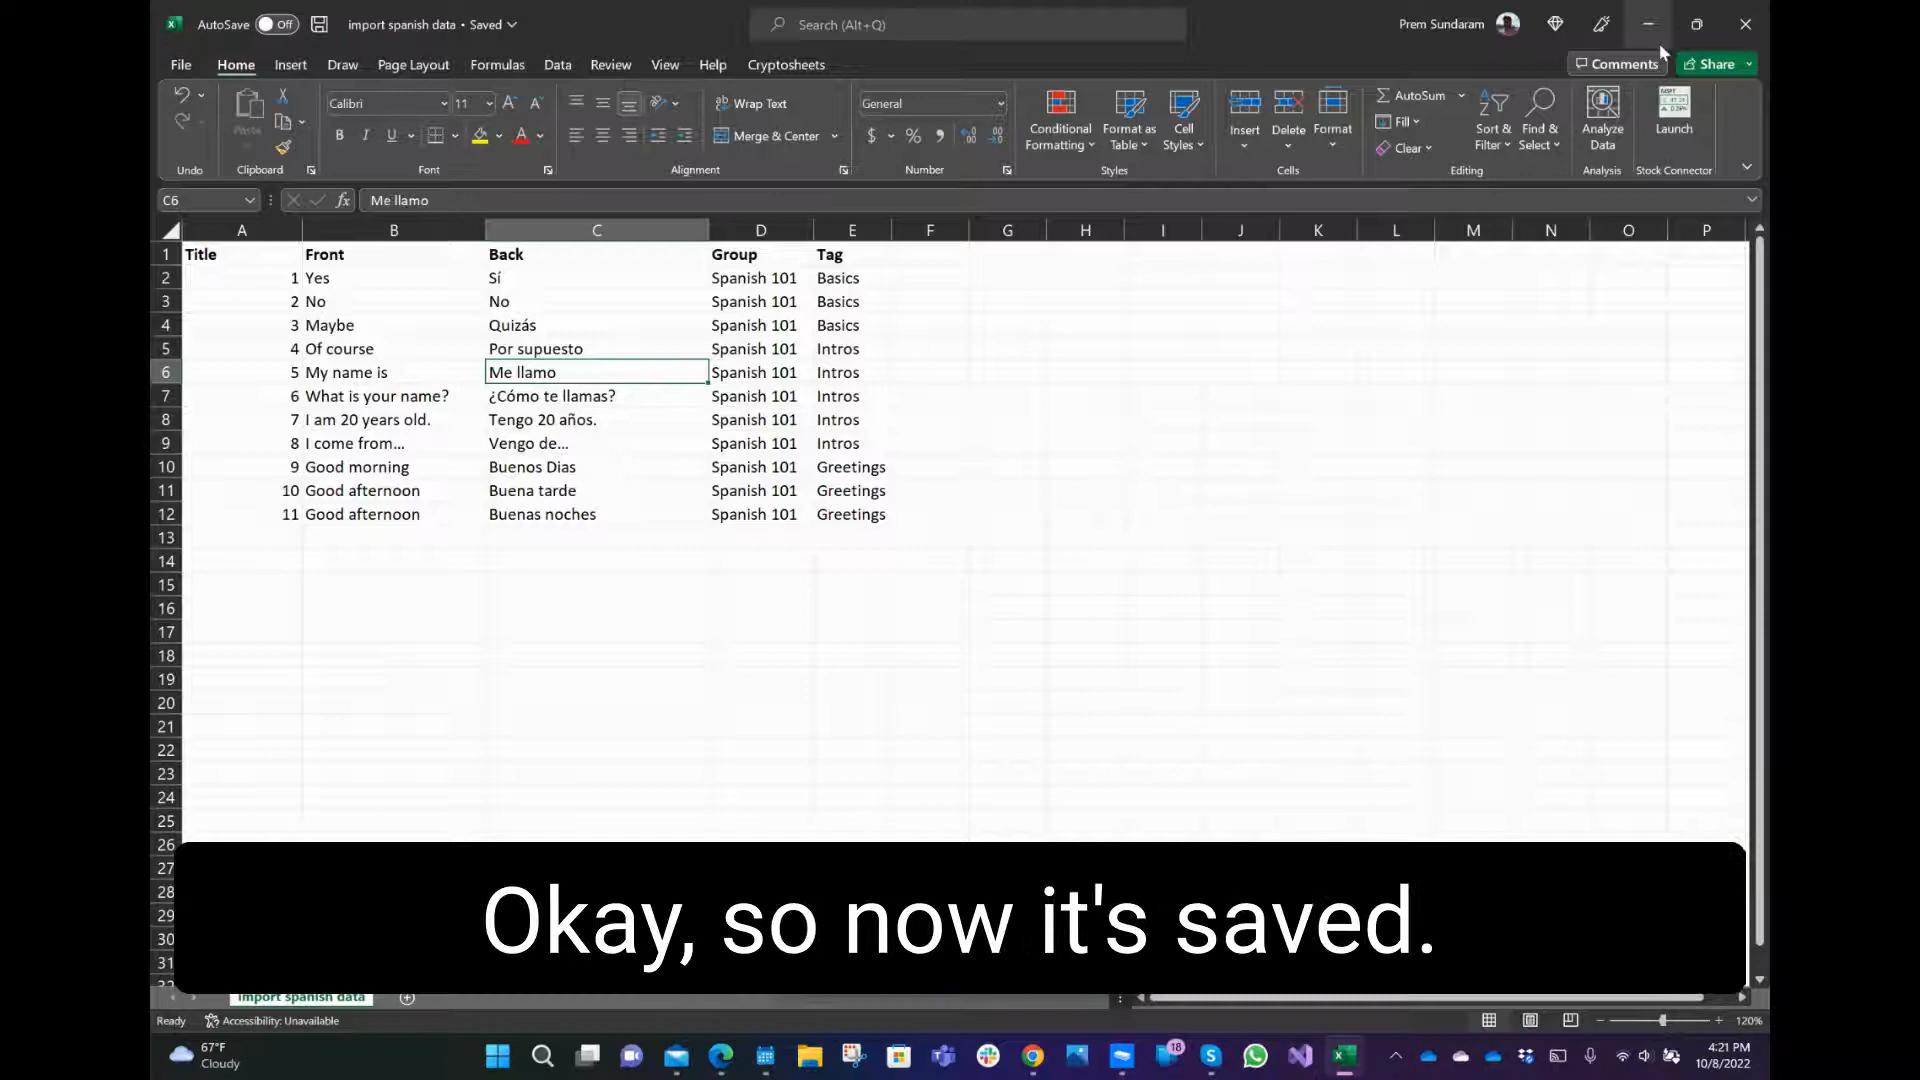 AutoSave Off import spanish data • Saved Search (Alt+Q) Prem Sundaram
File Home Insert Draw Page Layout Formulas Data Review View Help Cryptosheets Comments Share
Calibri 11 Wrap Text General AutoSum
Paste B I U Merge & Center $ % Conditional Formatting Format as Table Cell Styles Insert Delete Format Fill Clear Sort & Filter Find & Select Analyze Data Launch
Undo Clipboard Font Alignment Number Styles Cells Editing Analysis Stock Connector
C6 fx Me llamo
A B C D E F G H I J K L M N O P
1 Title Front Back Group Tag
2 1 Yes Sí Spanish 101 Basics
3 2 No No Spanish 101 Basics
4 3 Maybe Quizás Spanish 101 Basics
5 4 Of course Por supuesto Spanish 101 Intros
6 5 My name is Me llamo Spanish 101 Intros
7 6 What is your name? ¿Cómo te llamas? Spanish 101 Intros
8 7 I am 20 years old. Tengo 20 años. Spanish 101 Intros
9 8 I come from... Vengo de... Spanish 101 Intros
10 9 Good morning Buenos Dias Spanish 101 Greetings
11 10 Good afternoon Buena tarde Spanish 101 Greetings
12 11 Good afternoon Buenas noches Spanish 101 Greetings
13
14
15
16
17
18
19
20
21
22
23
24
25
26
27
28
29
30
31
Okay, so now it's saved.
import spanish data
Ready Accessibility: Unavailable 120%
67°F
Cloudy
18
4:21 PM
10/8/2022